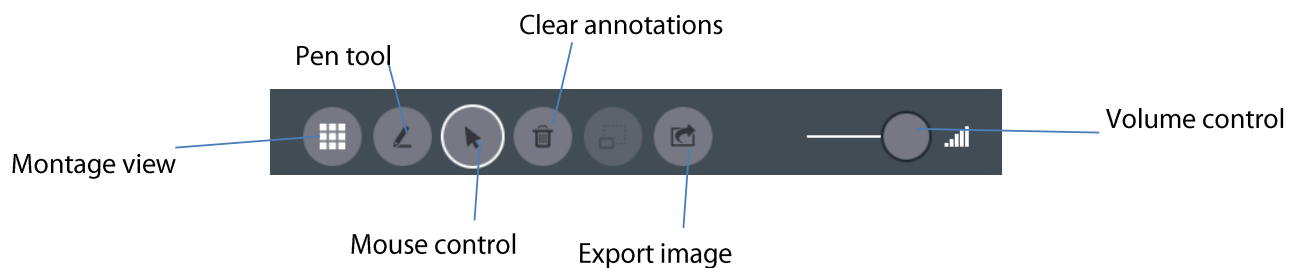 Clear annotations
Pen tool
Volume control
Montage view
Mouse control
Export image